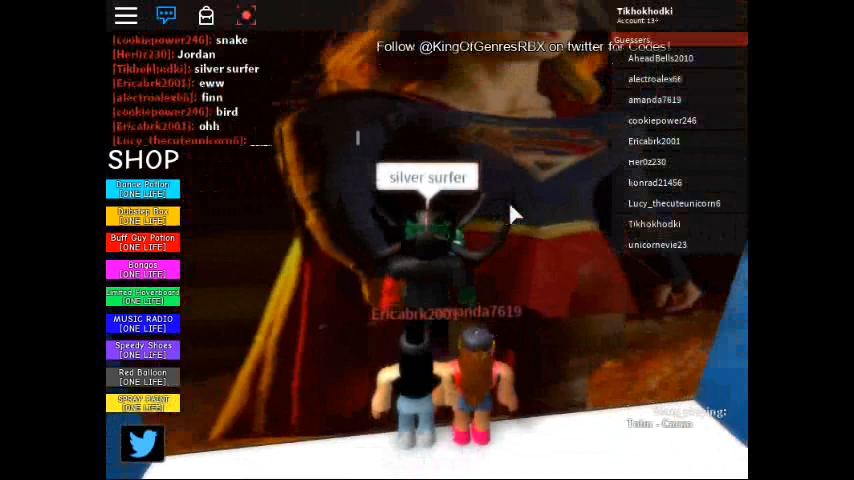 Tikhokhodki
Account: 13+
Guessers
AheadBells2010
alectroalex66
amanda7619
cookiepower246
Ericabrk2001
Her0z230
konrad21456
Lucy_thecuteunicorn6
Tikhokhodki
unicornevie23
Follow @KingOfGenresRBX on twitter for Codes!
[cookiepower246]: snake
[Her0z230]: Jordan
[Tikhokhodki]: silver surfer
[Ericabrk2001]: eww
[alectroalex66]: finn
[cookiepower246]: bird
[Ericabrk2001]: ohh
[Lucy_thecuteunicorn6]:
SHOP
Dance Potion
[ONE LIFE]
Dubstep Box
[ONE LIFE]
Buff Guy Potion
[ONE LIFE]
Bongos
[ONE LIFE]
Limited Hoverboard
[ONE LIFE]
MUSIC RADIO
[ONE LIFE]
Speedy Shoes
[ONE LIFE]
Red Balloon
[ONE LIFE]
SPRAY PAINT
[ONE LIFE]
silver surfer
Ericabrk2001
amanda7619